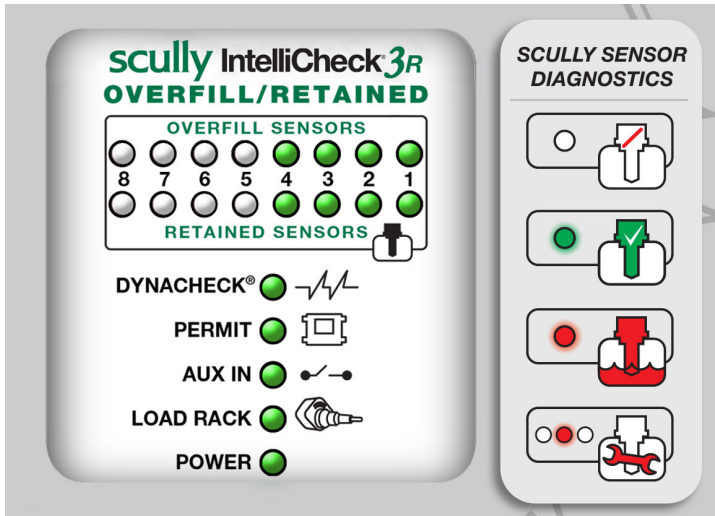 scully IntelliCheck® 3R
OVERFILL/RETAINED
OVERFILL SENSORS
8 7 6 5 4 3 2 1
RETAINED SENSORS
DYNACHECK®
PERMIT
AUX IN
LOAD RACK
POWER
SCULLY SENSOR
DIAGNOSTICS